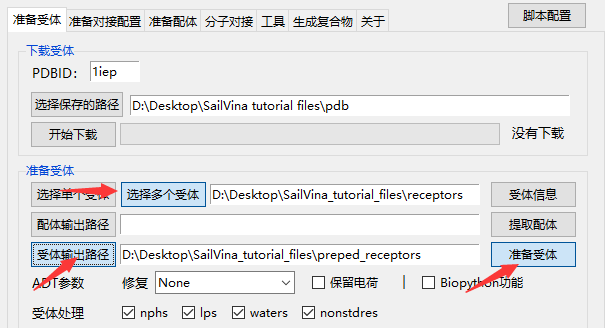 准备受体 准备对接配置 准备配体 分子对接 工具 生成复合物 关于 脚本配置
下载受体
PDBID： 1iep
选择保存的路径 D:\Desktop\SailVina tutorial files\pdb
开始下载 没有下载
准备受体
选择单个受体 选择多个受体 D:\Desktop\SailVina_tutorial_files\receptors 受体信息
配体输出路径 提取配体
受体输出路径 D:\Desktop\SailVina_tutorial_files\preped_receptors 准备受体
ADT参数 修复 None 保留电荷 | Biopython功能
受体处理 nphs lps waters nonstdres